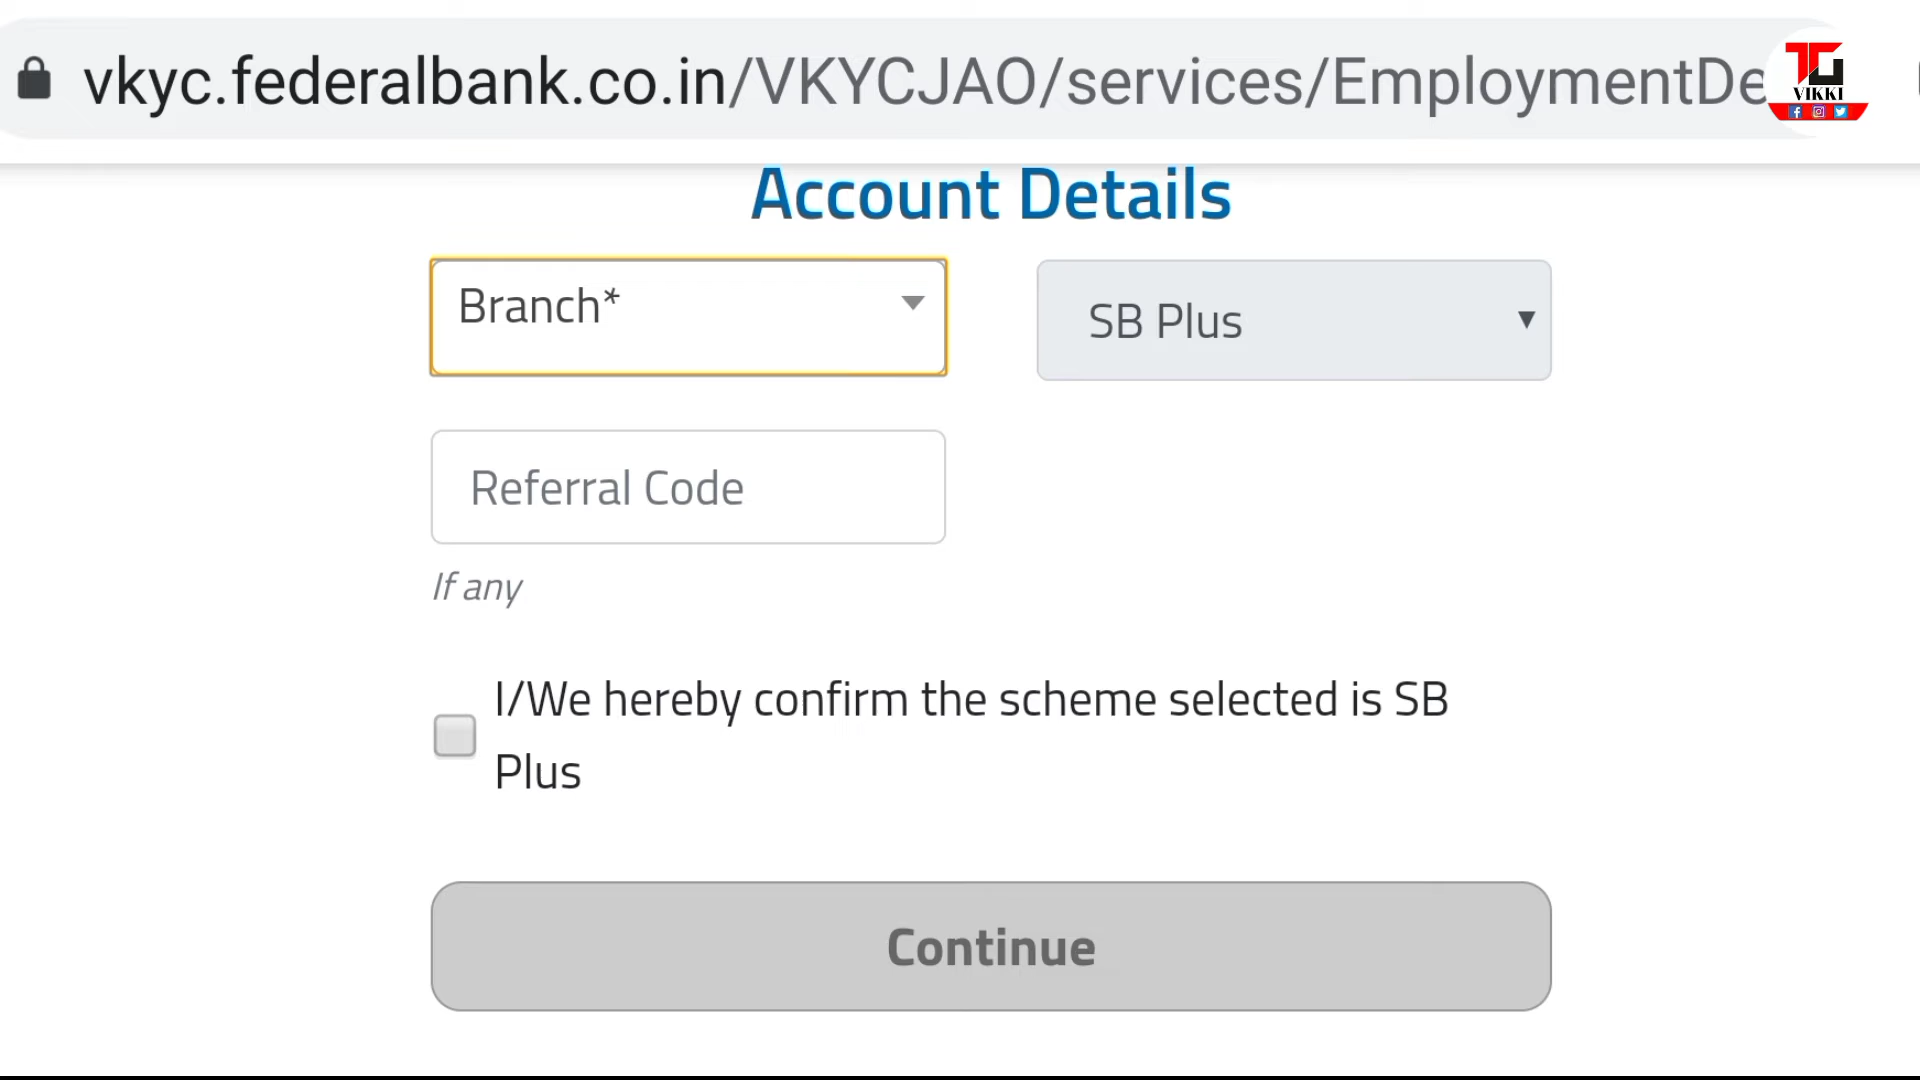 vkyc.federalbank.co.in/VKYCJAO/services/EmploymentDe
TG
VIKKI
Account Details
Branch*
SB Plus
Referral Code
If any
I/We hereby confirm the scheme selected is SB
Plus
Continue